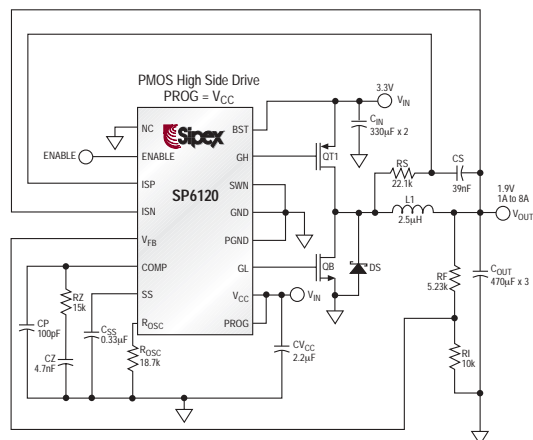 PMOS High Side Drive
PROG = VCC
Sipex
SP6120
NC
ENABLE
ISP
ISN
VFB
COMP
SS
ROSC
BST
GH
SWN
GND
PGND
GL
VCC
PROG
ENABLE
3.3V
VIN
CIN
330µF x 2
QT1
RS
22.1k
CS
39nF
L1
2.5µH
1.9V
1A to 8A
VOUT
QB
DS
RF
5.23k
COUT
470µF x 3
RI
10k
VIN
CVCC
2.2µF
RZ
15k
CP
100pF
CZ
4.7nF
CSS
0.33µF
ROSC
18.7k